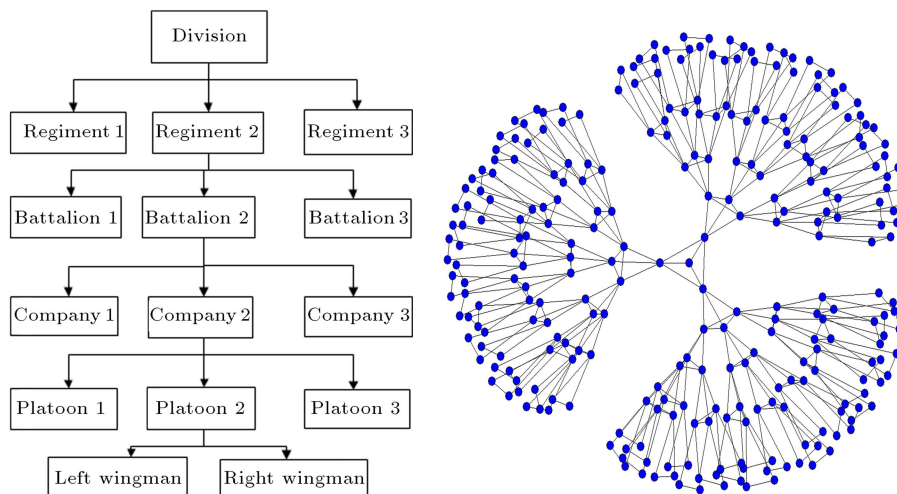 Division
Regiment 1 Regiment 2 Regiment 3
Battalion 1 Battalion 2 Battalion 3
Company 1 Company 2 Company 3
Platoon 1 Platoon 2 Platoon 3
Left wingman Right wingman